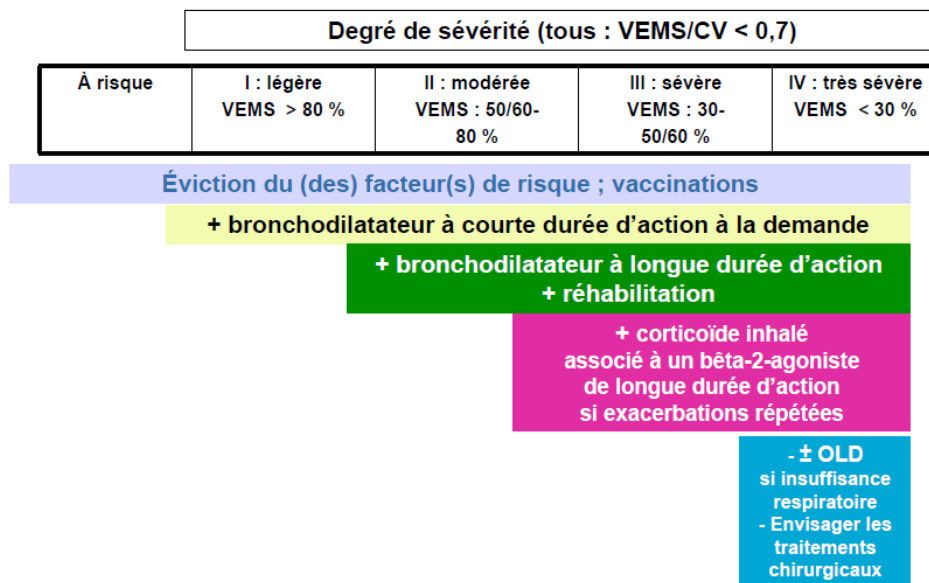 Degré de sévérité (tous : VEMS/CV < 0,7)
À risque
I : légère
VEMS > 80 %
II : modérée
VEMS : 50/60-
80 %
III : sévère
VEMS : 30-
50/60 %
IV : très sévère
VEMS < 30 %
Éviction du (des) facteur(s) de risque ; vaccinations
+ bronchodilatateur à courte durée d’action à la demande
+ bronchodilatateur à longue durée d’action
+ réhabilitation
+ corticoïde inhalé
associé à un bêta-2-agoniste
de longue durée d’action
si exacerbations répétées
- ± OLD
si insuffisance
respiratoire
- Envisager les
traitements
chirurgicaux